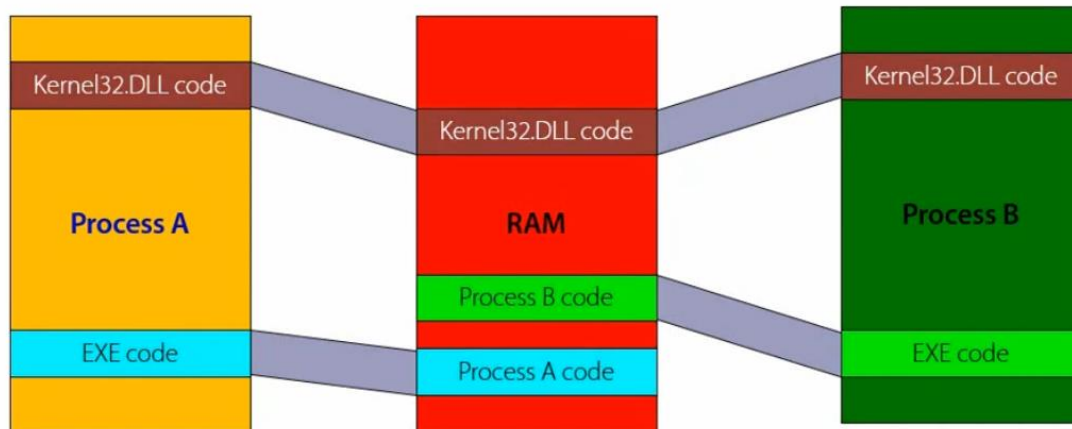 Kernel32.DLL code
Process A
EXE code
Kernel32.DLL code
RAM
Process B code
Process A code
Kernel32.DLL code
Process B
EXE code